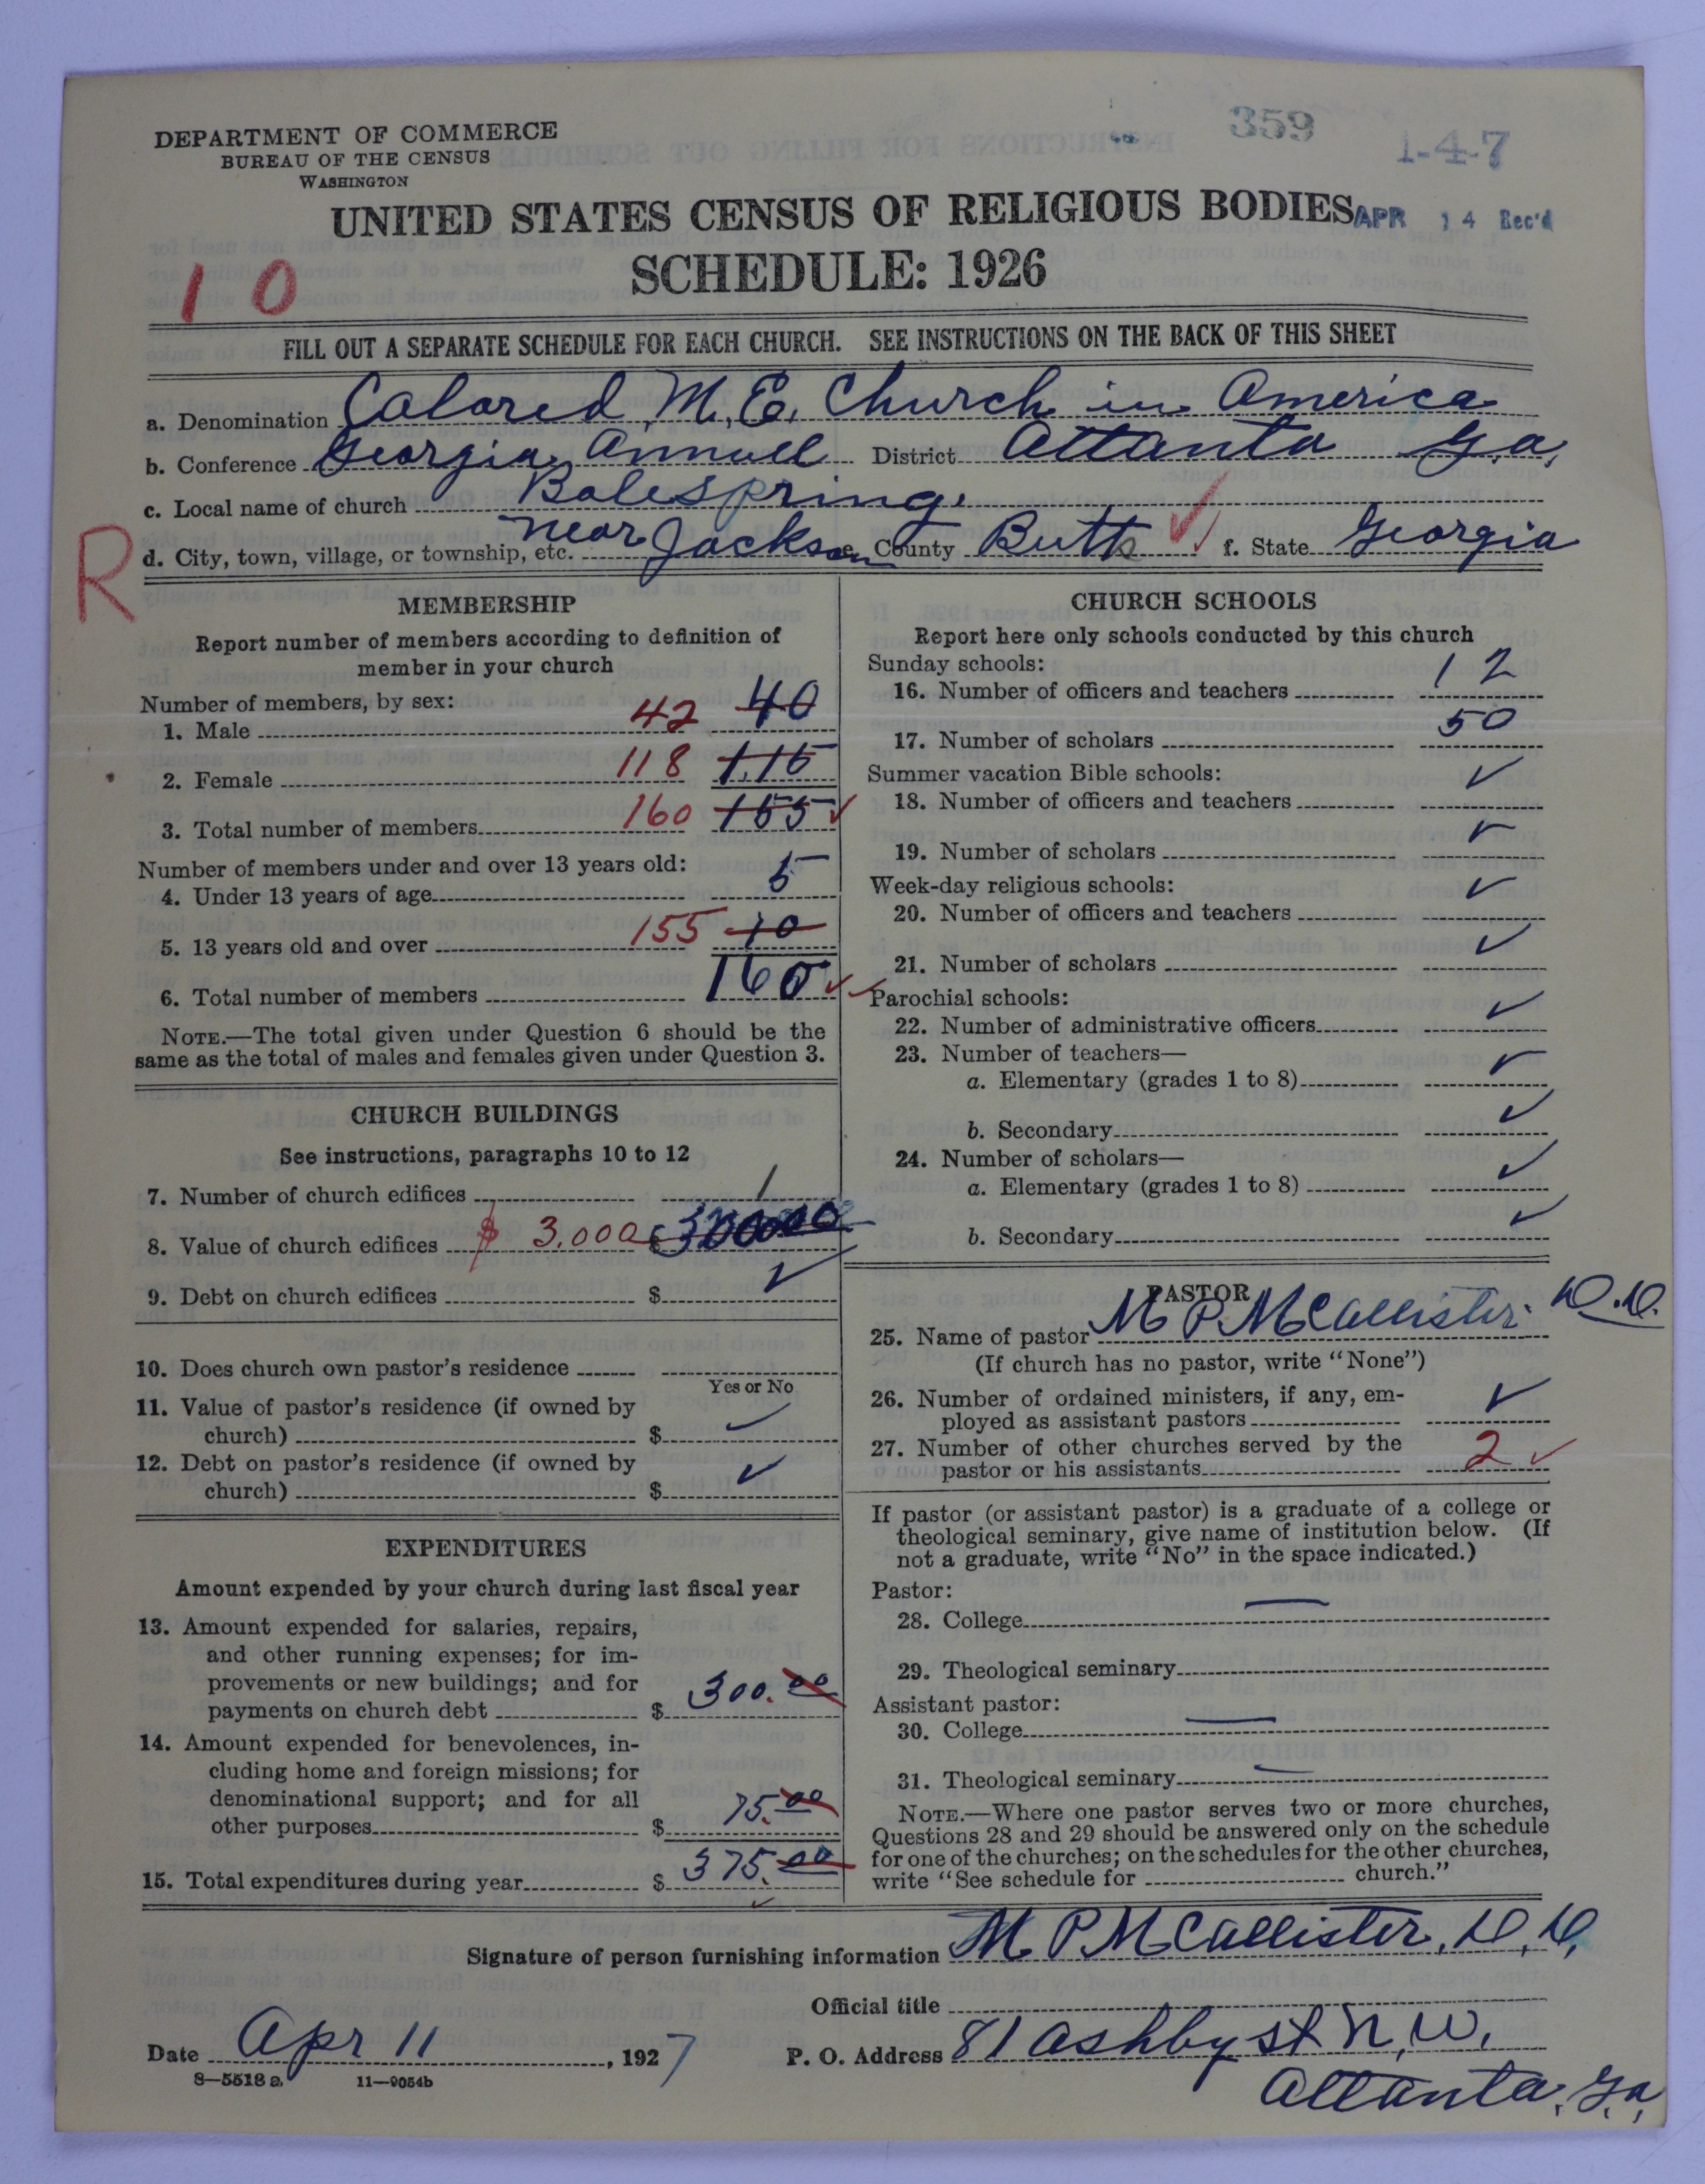 359
1-4-7
DEPARTMENT OF COMMERCE
BUREAU OF THE CENSUS
WASHINGTON
UNITED STATES CENSUS OF RELIGIOUS BODIES
APR 14 Rec'd
SCHEDULE: 1926
10
FILL OUT A SEPARATE SCHEDULE FOR EACH CHURCH. SEE INSTRUCTIONS ON THE BACK OF THIS SHEET
a. Denomination Colored M. E. Church in America
b. Conference Georgia Annuel District Attanta Ga.
c. Local name of church BoleSpring.
R
d. City, town, village, or township, etc. near Jackson e. County Butts ✓ f. State Georgia
MEMBERSHIP
Report number of members according to definition of
member in your church
Number of members, by sex:
1. Male 42 40
2. Female 118 1,15
3. Total number of members 160 155 ✓
Number of members under and over 13 years old:
4. Under 13 years of age 5
5. 13 years old and over 155 10
6. Total number of members 160 ✓
NOTE.—The total given under Question 6 should be the
same as the total of males and females given under Question 3.
CHURCH BUILDINGS
See instructions, paragraphs 10 to 12
7. Number of church edifices 1
8. Value of church edifices $ 3,000 $
9. Debt on church edifices $ ✓
10. Does church own pastor's residence
Yes or No
11. Value of pastor's residence (if owned by
church) $ ✓
12. Debt on pastor's residence (if owned by
church) $ ✓
EXPENDITURES
Amount expended by your church during last fiscal year
13. Amount expended for salaries, repairs,
and other running expenses; for im-
provements or new buildings; and for
payments on church debt $ 300.00
14. Amount expended for benevolences, in-
cluding home and foreign missions; for
denominational support; and for all
other purposes $ 75.00
15. Total expenditures during year $ 375.00
✓
CHURCH SCHOOLS
Report here only schools conducted by this church
Sunday schools:
16. Number of officers and teachers 12
17. Number of scholars 50
Summer vacation Bible schools:
18. Number of officers and teachers ✓
19. Number of scholars ✓
Week-day religious schools:
20. Number of officers and teachers ✓
21. Number of scholars ✓
Parochial schools:
22. Number of administrative officers ✓
23. Number of teachers—
a. Elementary (grades 1 to 8) ✓
b. Secondary ✓
24. Number of scholars—
a. Elementary (grades 1 to 8) ✓
b. Secondary ✓
PASTOR
25. Name of pastor M P McCallister. D.D.
(If church has no pastor, write "None")
26. Number of ordained ministers, if any, em-
ployed as assistant pastors ✓
27. Number of other churches served by the
pastor or his assistants 2 ✓
If pastor (or assistant pastor) is a graduate of a college or
theological seminary, give name of institution below. (If
not a graduate, write "No" in the space indicated.)
Pastor:
28. College —
29. Theological seminary
Assistant pastor:
30. College —
31. Theological seminary —
NOTE.—Where one pastor serves two or more churches,
Questions 28 and 29 should be answered only on the schedule
for one of the churches; on the schedules for the other churches,
write "See schedule for church."
Signature of person furnishing information M P McCallister, D, D,
Official title
Date Apr 11, 1927
P. O. Address 81 Ashby st N, W,
8—5518 a. 11—9054b
Attanta, Ga,